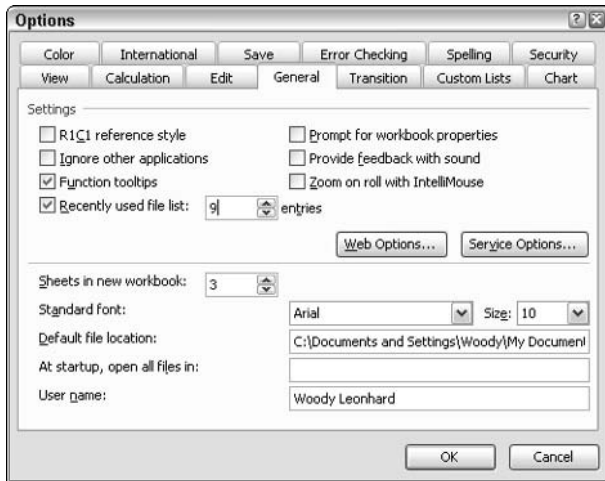 Options
Color International Save Error Checking Spelling Security
View Calculation Edit General Transition Custom Lists Chart
Settings
R1C1 reference style Prompt for workbook properties
Ignore other applications Provide feedback with sound
Function tooltips Zoom on roll with IntelliMouse
Recently used file list: 9 entries
Web Options... Service Options...
Sheets in new workbook: 3
Standard font: Arial Size: 10
Default file location: C:\Documents and Settings\Woody\My Document
At startup, open all files in:
User name: Woody Leonhard
OK Cancel